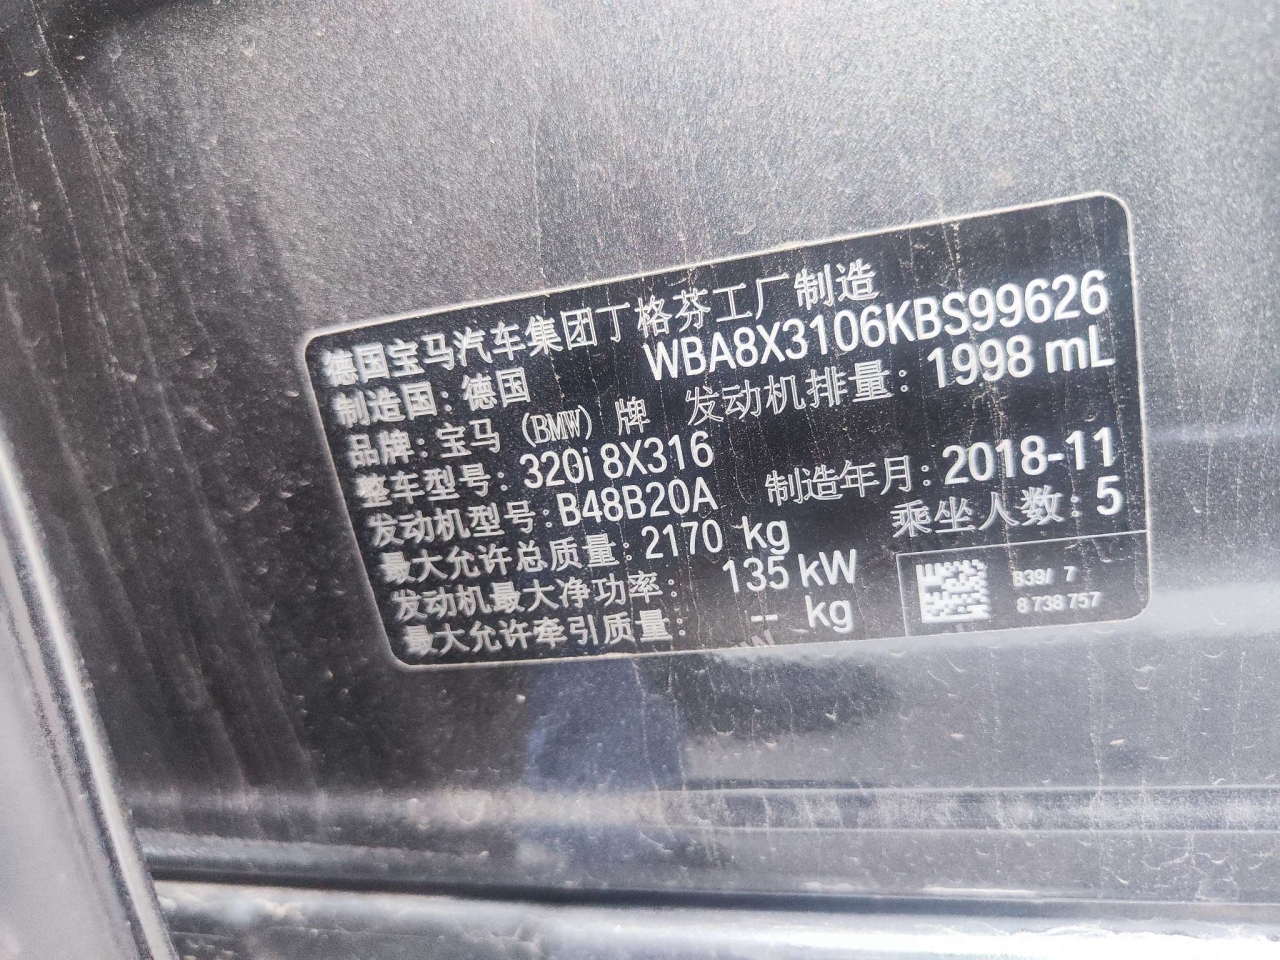 德国宝马汽车集团丁格芬工厂制造
制造国：德国 WBA8X3106KBS99626
品牌：宝马（BMW）牌 发动机排量：1998 mL
整车型号：320i 8X316
发动机型号：B48B20A 制造年月：2018-11
最大允许总质量：2170 kg 乘坐人数：5
发动机最大净功率：135 kW
最大允许牵引质量：-- kg
B39/ 7
8 738 757